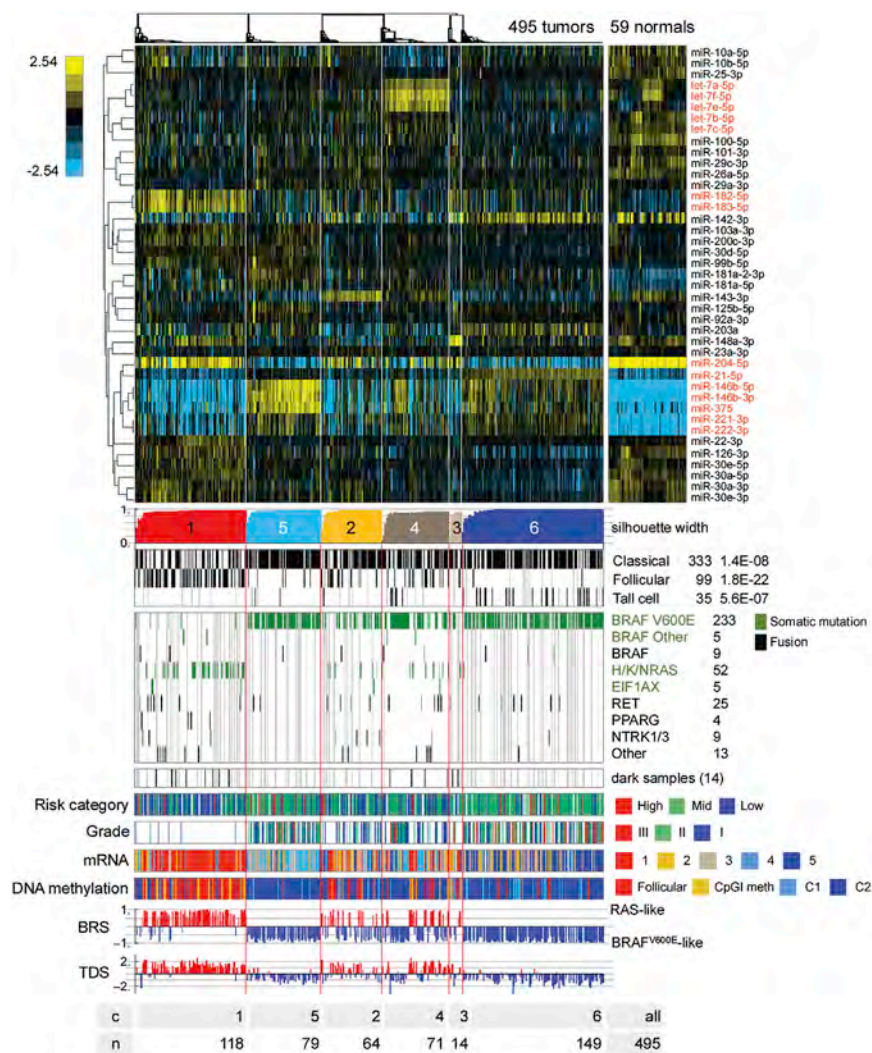 495 tumors 59 normals
2.54
-2.54
miR-10a-5p
miR-10b-5p
miR-25-3p
let-7a-5p
let-7f-5p
let-7e-5p
let-7b-5p
let-7c-5p
miR-100-5p
miR-101-3p
miR-29c-3p
miR-26a-5p
miR-29a-3p
miR-182-5p
miR-183-5p
miR-142-3p
miR-103a-3p
miR-200c-3p
miR-30d-5p
miR-99b-5p
miR-181a-2-3p
miR-181a-5p
miR-143-3p
miR-125b-5p
miR-92a-3p
miR-203a
miR-148a-3p
miR-23a-3p
miR-204-5p
miR-21-5p
miR-146b-5p
miR-146b-3p
miR-375
miR-221-3p
miR-222-3p
miR-22-3p
miR-126-3p
miR-30e-5p
miR-30a-5p
miR-30a-3p
miR-30e-3p
1.
0.
1 5 2 4 3 6
silhouette width
Classical 333 1.4E-08
Follicular 99 1.8E-22
Tall cell 35 5.6E-07
BRAF V600E 233
BRAF Other 5
BRAF 9
H/K/NRAS 52
EIF1AX 5
RET 25
PPARG 4
NTRK1/3 9
Other 13
Somatic mutation
Fusion
dark samples (14)
Risk category
High Mid Low
Grade
III II I
mRNA
1 2 3 4 5
DNA methylation
Follicular CpGI meth C1 C2
BRS
1.
-1.
RAS-like
BRAFV600E-like
TDS
2.
-2.
c 1 5 2 4 3 6 all
n 118 79 64 71 14 149 495